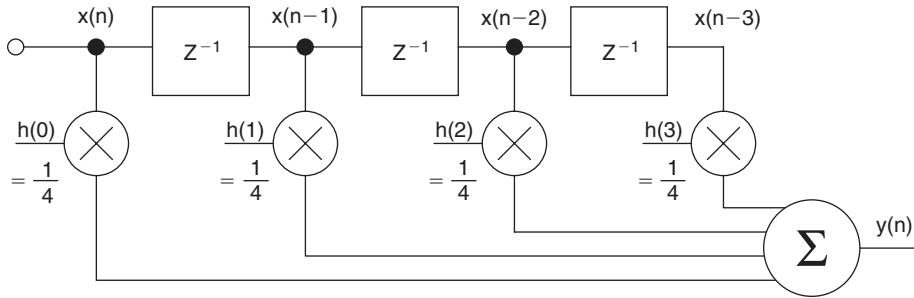 x(n) x(n−1) x(n−2) x(n−3)
Z⁻¹ Z⁻¹ Z⁻¹
h(0) h(1) h(2) h(3)
= 1/4 = 1/4 = 1/4 = 1/4
y(n)
Σ